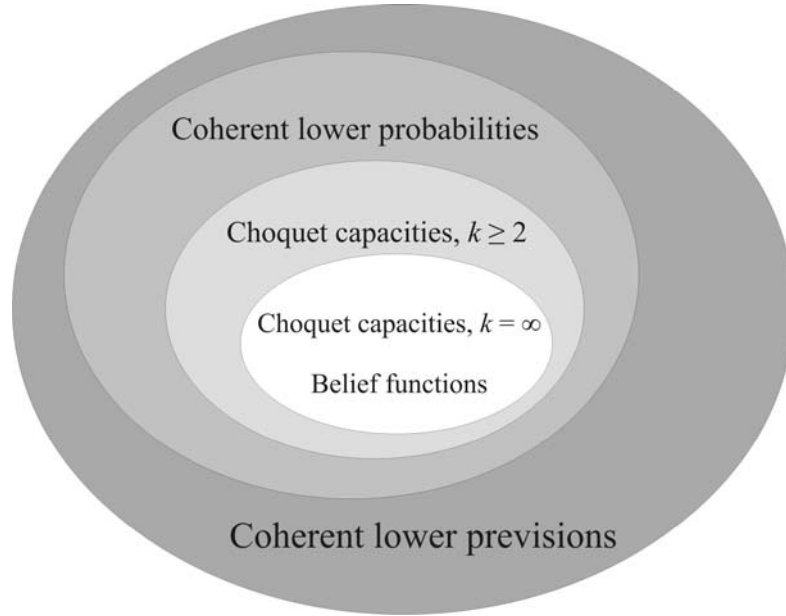 Coherent lower probabilities
Choquet capacities, k ≥ 2
Choquet capacities, k = ∞
Belief functions
Coherent lower previsions